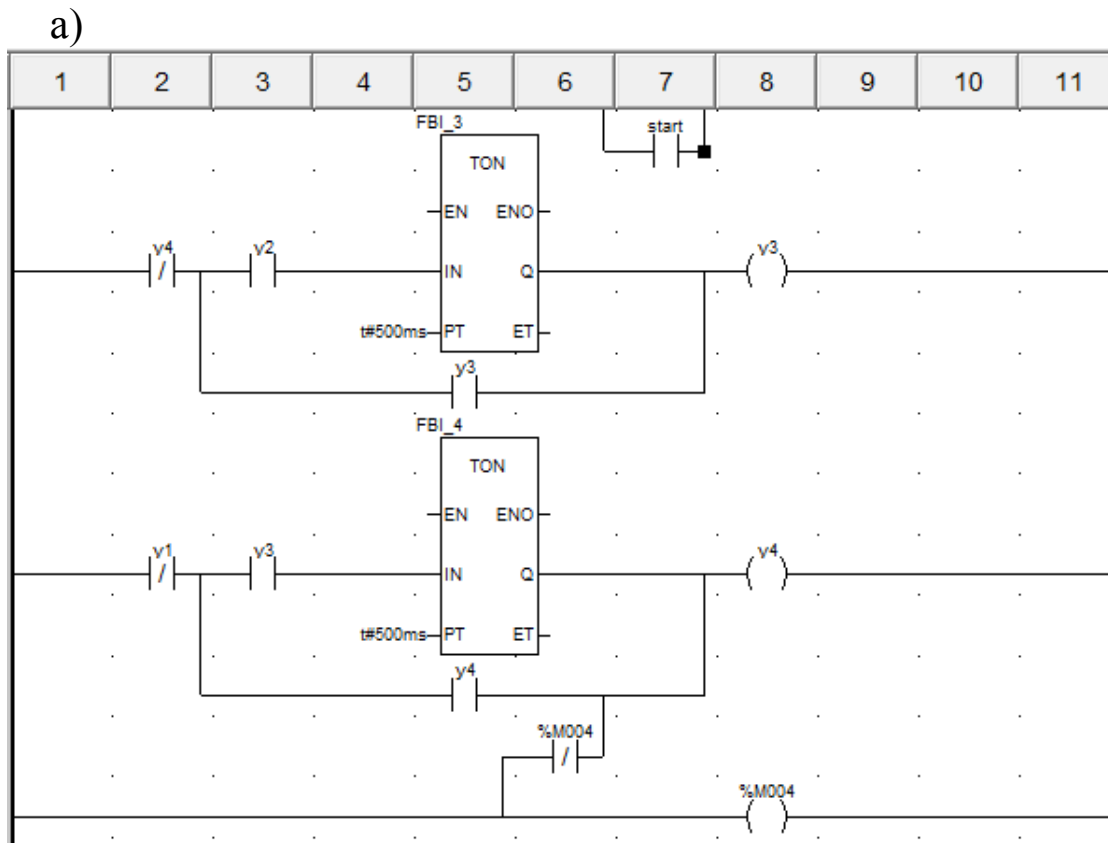 a)
1 2 3 4 5 6 7 8 9 10 11
FBI_3
start
TON
EN ENO
y4 y2 y3
IN Q
t#500ms PT ET
y3
FBI_4
TON
EN ENO
y1 y3 y4
IN Q
t#500ms PT ET
y4
%M004
/
%M004